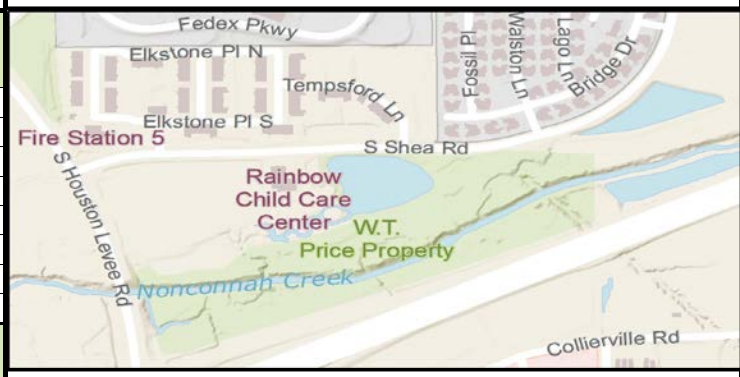 Fedex Pkwy
Elkstone Pl N
Fossil Pl
Walston Ln
Lago Ln
Bridge Dr
Tempsford Ln
Elkstone Pl S
Fire Station 5
S Shea Rd
S Houston Levee Rd
Rainbow
Child Care
Center
W.T.
Price Property
Nonconnah Creek
Collierville Rd